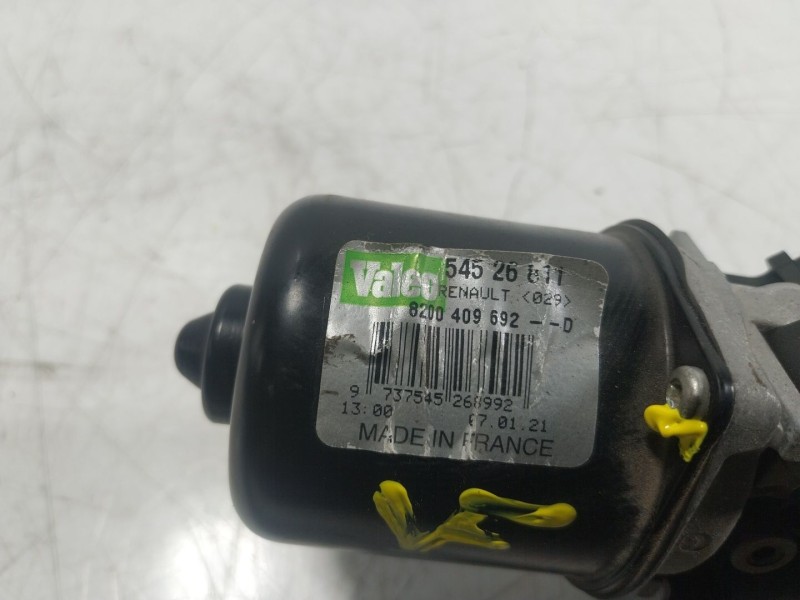 Valeo 545 26
RENAULT <029>
8200 409 692 --D
9 737545 268992
13:00 07.01.21
MADE IN FRANCE